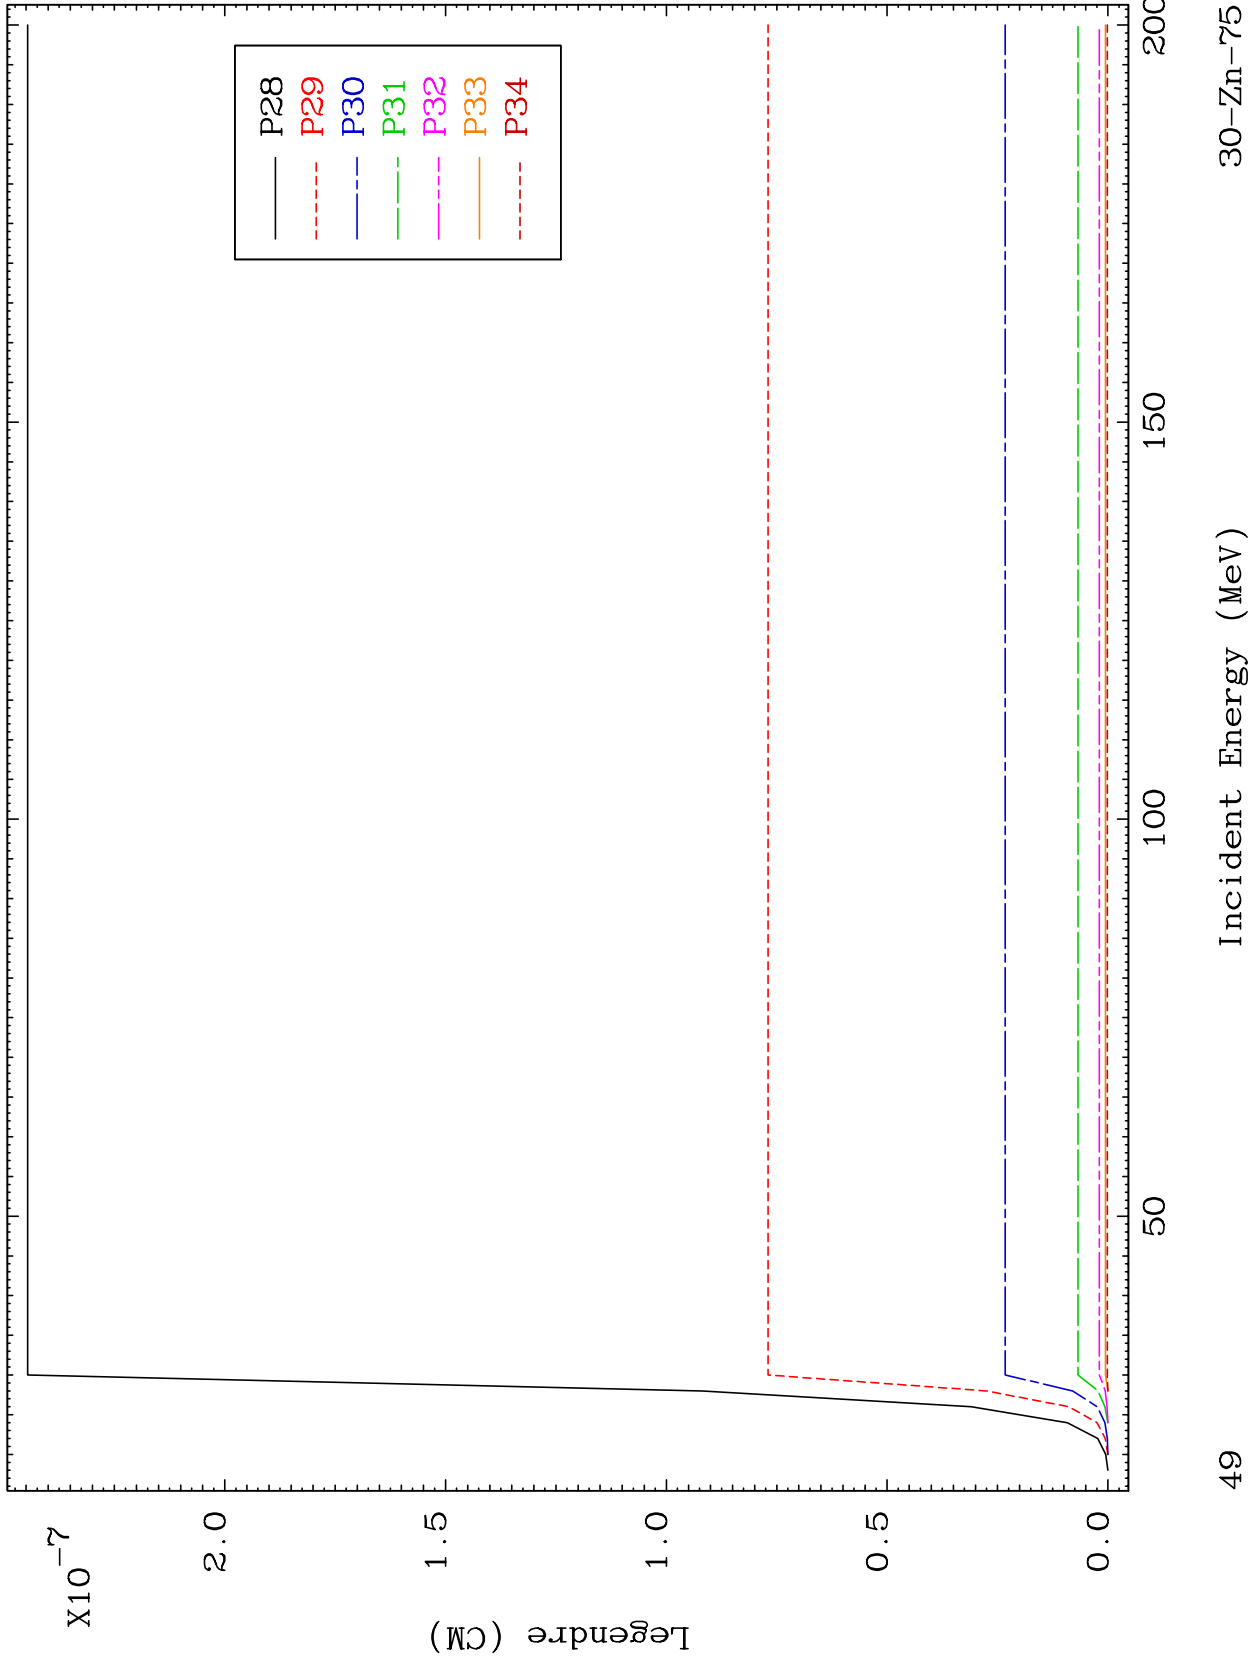 X10-7
2.0
1.5
1.0
0.5
0.0
Legendre (CM)
P28
P29
P30
P31
P32
P33
P34
50
100
150
200
49
Incident Energy (MeV)
30-Zn-75